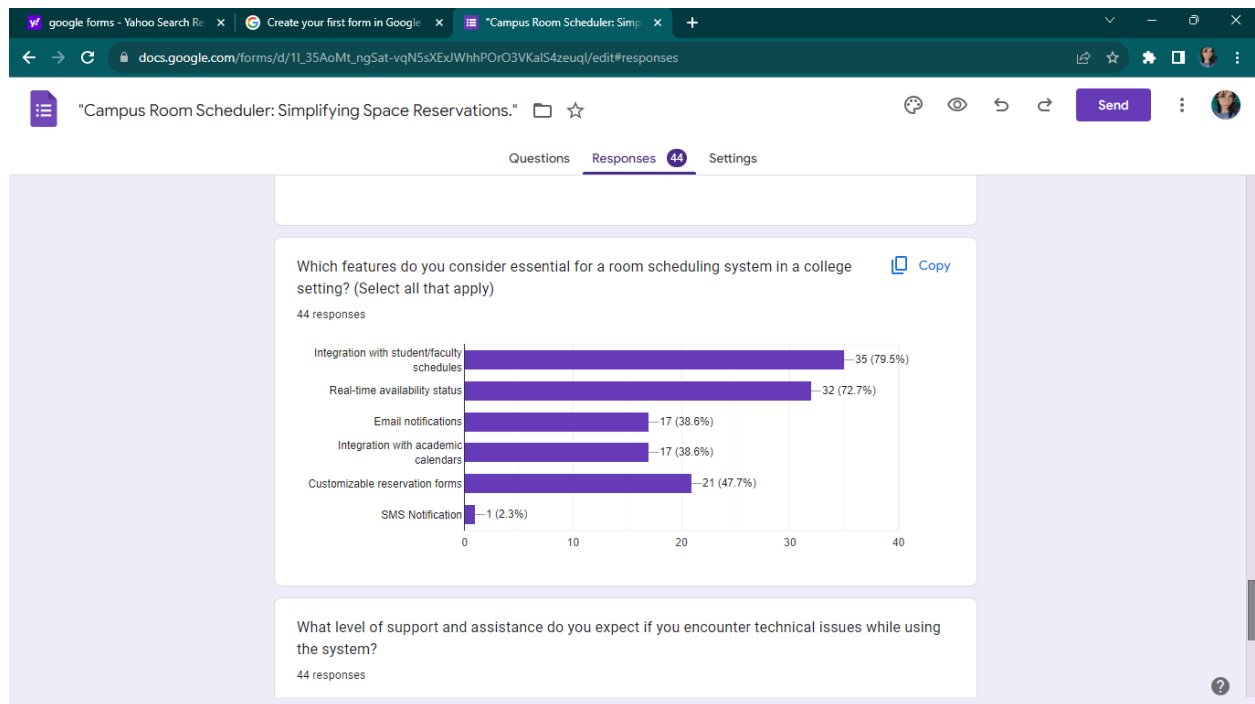 google forms - Yahoo Search Re
Create your first form in Google
"Campus Room Scheduler: Simp
docs.google.com/forms/d/1I_35AoMt_ngSat-vqN5sXExJWhhPOrO3VKalS4zeuqI/edit#responses
"Campus Room Scheduler: Simplifying Space Reservations."
Send
Questions Responses 44 Settings
Which features do you consider essential for a room scheduling system in a college
setting? (Select all that apply)
Copy
44 responses
Integration with student/faculty
schedules
35 (79.5%)
Real-time availability status
32 (72.7%)
Email notifications
17 (38.6%)
Integration with academic
calendars
17 (38.6%)
Customizable reservation forms
21 (47.7%)
SMS Notification
1 (2.3%)
0 10 20 30 40
What level of support and assistance do you expect if you encounter technical issues while using
the system?
44 responses